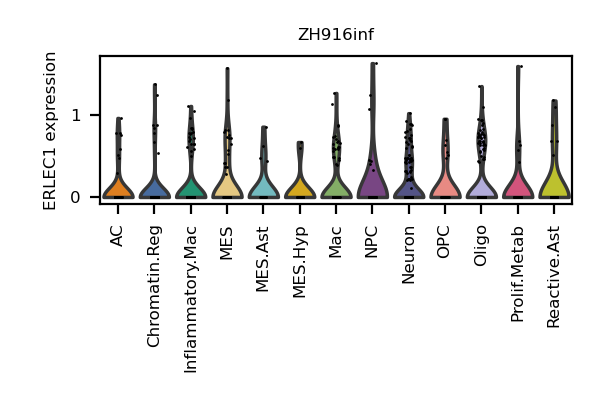 ZH916inf
ERLEC1 expression
1
0
AC
Chromatin.Reg
Inflammatory.Mac
MES
MES.Ast
MES.Hyp
Mac
NPC
Neuron
OPC
Oligo
Prolif.Metab
Reactive.Ast